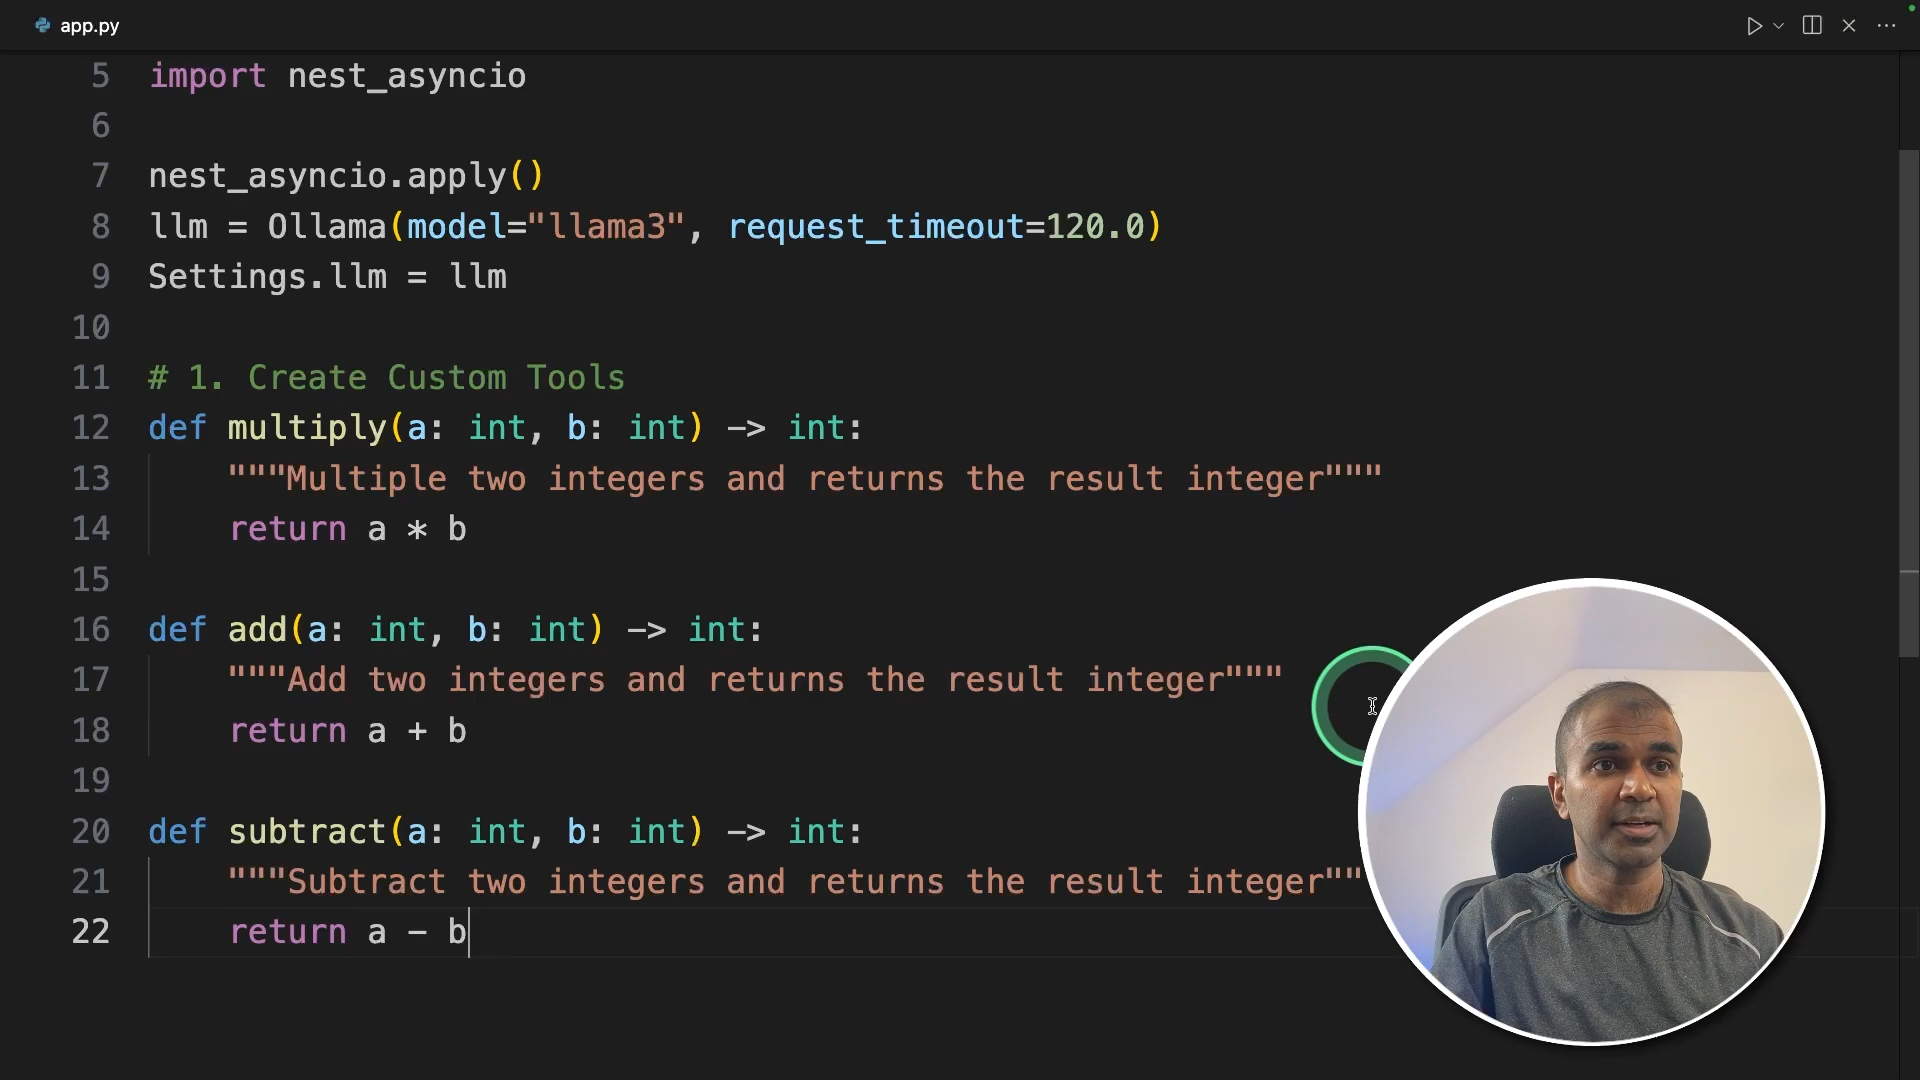 app.py
5 import nest_asyncio
6
7 nest_asyncio.apply()
8 llm = Ollama(model="llama3", request_timeout=120.0)
9 Settings.llm = llm
10
11 # 1. Create Custom Tools
12 def multiply(a: int, b: int) -> int:
13 """Multiple two integers and returns the result integer"""
14 return a * b
15
16 def add(a: int, b: int) -> int:
17 """Add two integers and returns the result integer"""
18 return a + b
19
20 def subtract(a: int, b: int) -> int:
21 """Subtract two integers and returns the result integer""
22 return a - b